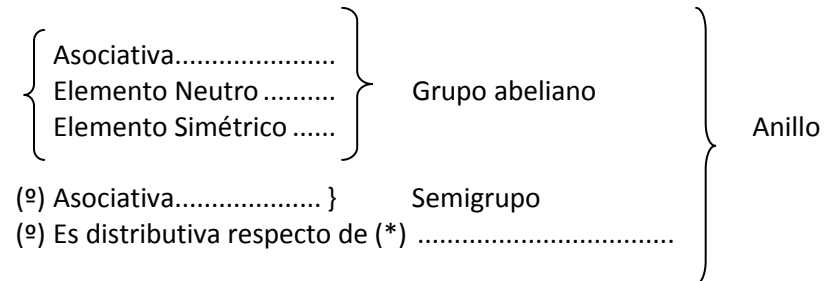 Asociativa......................
Elemento Neutro .......... Grupo abeliano
Elemento Simétrico ...... Anillo
(º) Asociativa.................... } Semigrupo
(º) Es distributiva respecto de (*) ...................................